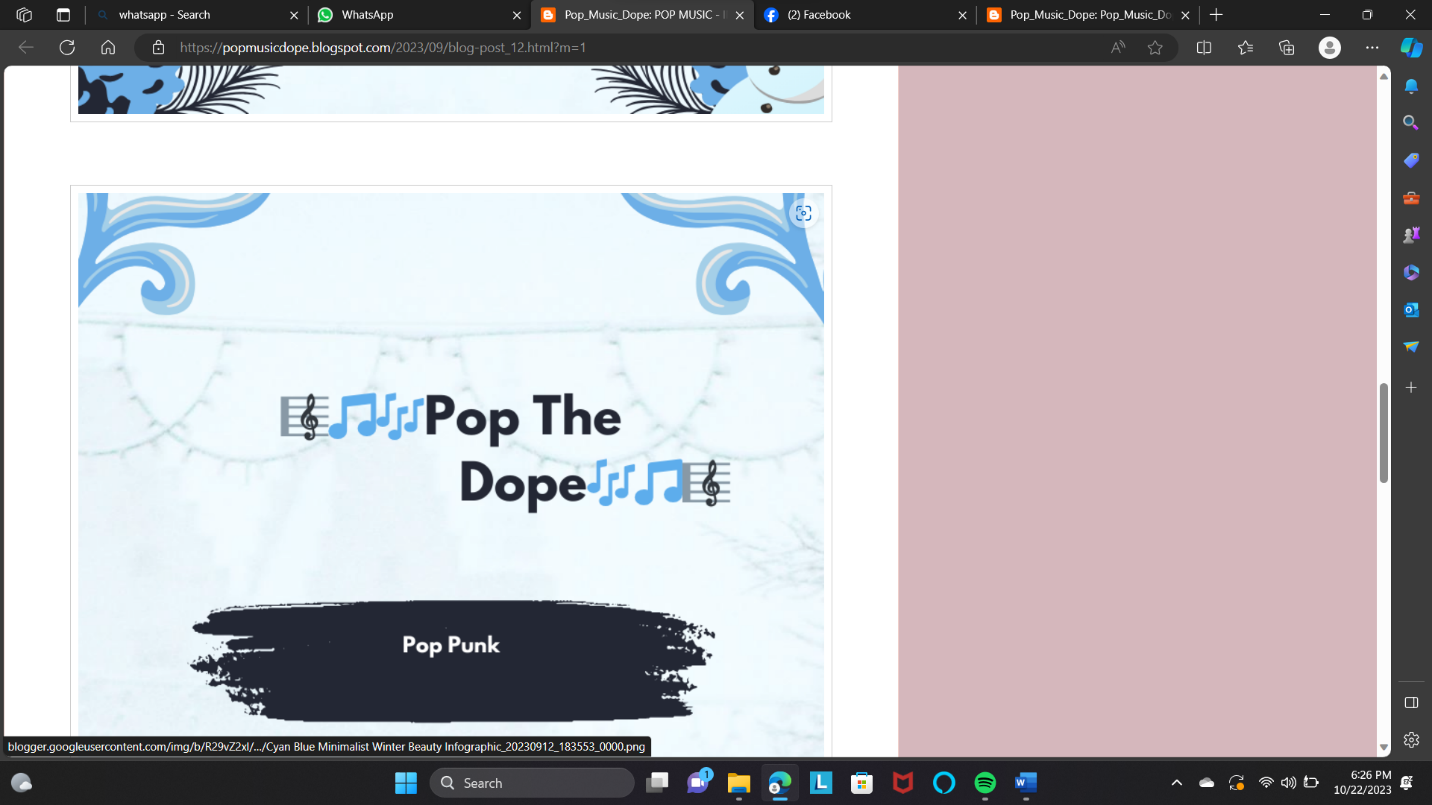 whatsapp - Search
WhatsApp
Pop_Music_Dope: POP MUSIC -
(2) Facebook
Pop_Music_Dope: Pop_Music_Do
https://popmusicdope.blogspot.com/2023/09/blog-post_12.html?m=1
Pop The
Dope
Pop Punk
blogger.googleusercontent.com/img/b/R29vZ2xl/.../Cyan Blue Minimalist Winter Beauty Infographic_20230912_183553_0000.png
Search
1
L
6:26 PM
10/22/2023